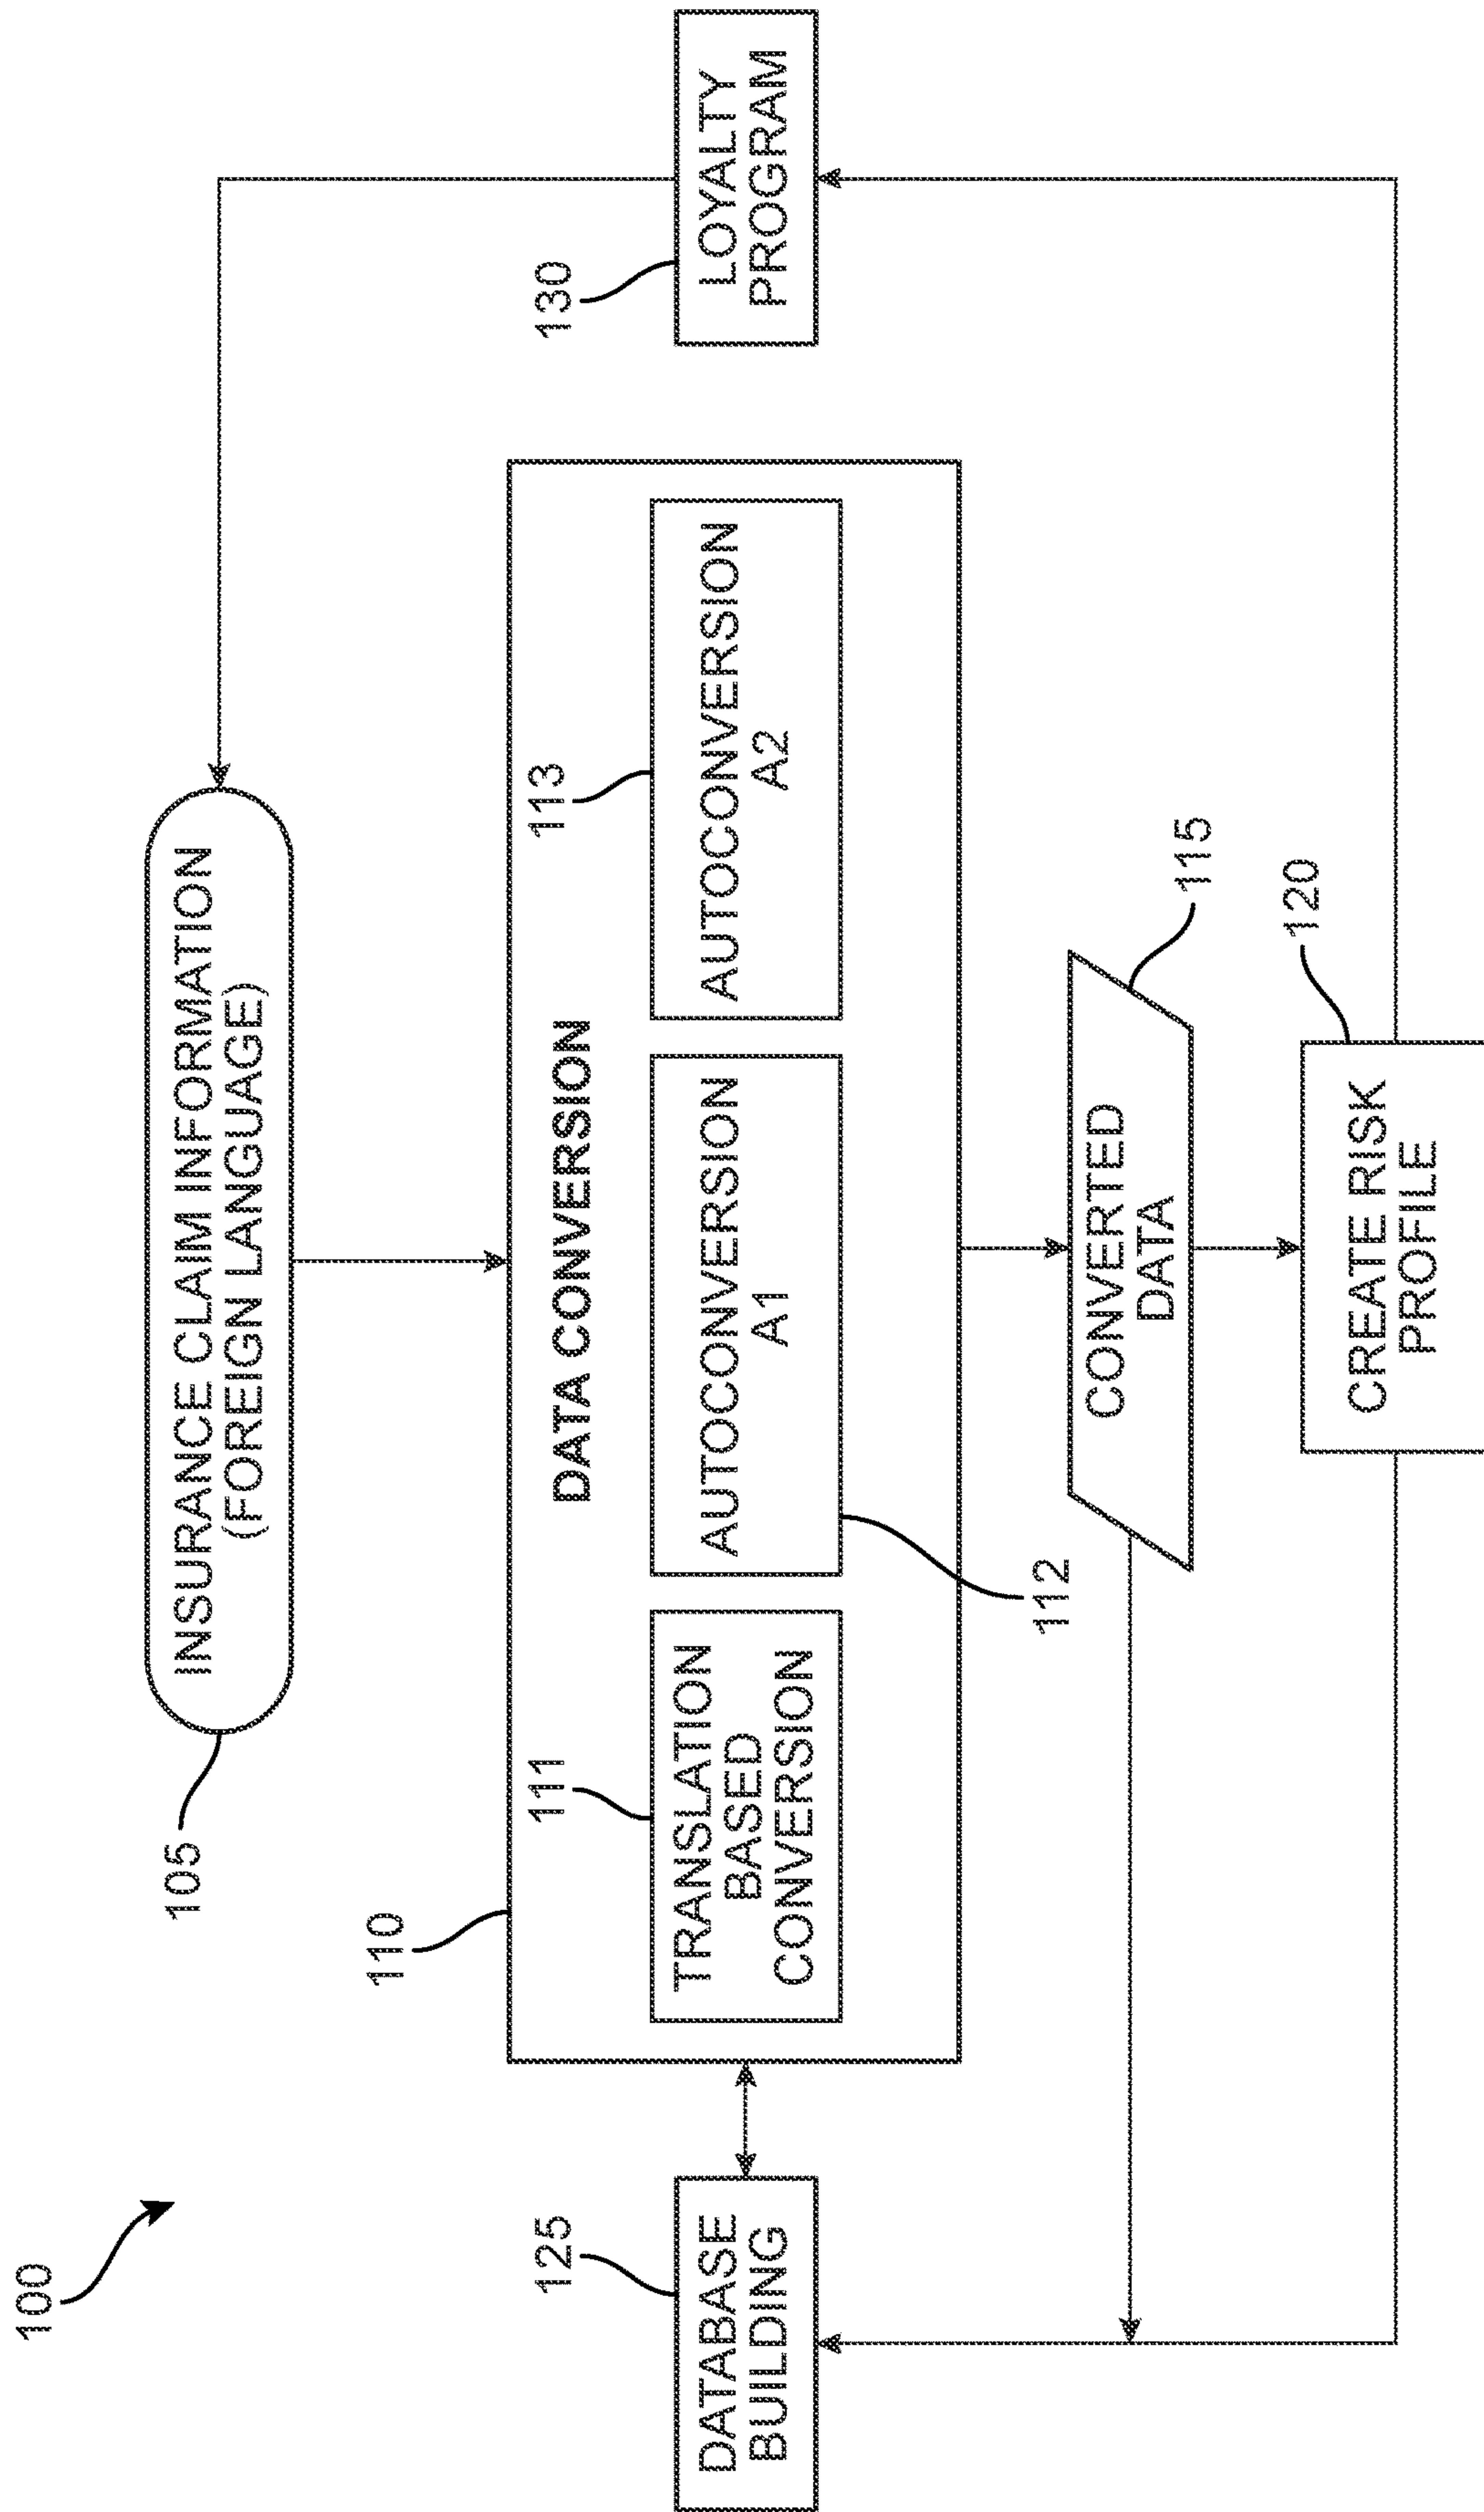 100
INSURANCE CLAIM INFORMATION
(FOREIGN LANGUAGE)
105
110
DATA CONVERSION
111
TRANSLATION
BASED
CONVERSION
AUTOCONVERSION
A1
112
113
AUTOCONVERSION
A2
125
DATABASE
BUILDING
130
LOYALTY
PROGRAM
CONVERTED
DATA
115
120
CREATE RISK
PROFILE